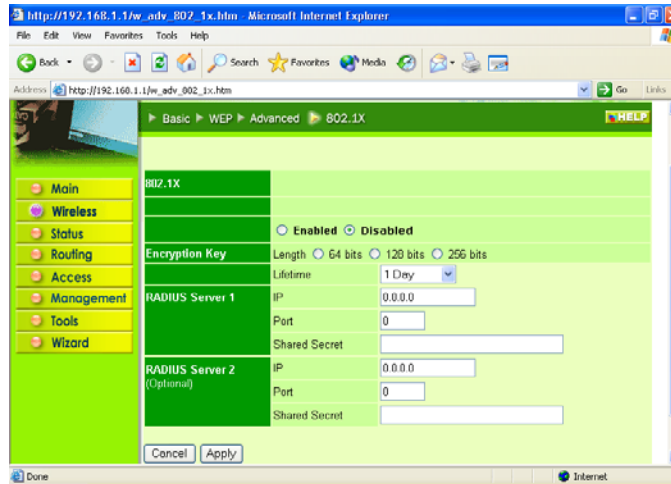 http://192.168.1.1/w_adv_802_1x.htm - Microsoft Internet Explorer
File Edit View Favorites Tools Help
Back Search Favorites Media
Address http://192.168.1.1/w_adv_802_1x.htm Go Links
Basic WEP Advanced 802.1X HELP
Main
Wireless
Status
Routing
Access
Management
Tools
Wizard
802.1X
Enabled Disabled
Encryption Key Length 64 bits 128 bits 256 bits
Lifetime 1 Day
RADIUS Server 1 IP 0.0.0.0
Port 0
Shared Secret
RADIUS Server 2 IP 0.0.0.0
(Optional) Port 0
Shared Secret
Cancel Apply
Done Internet